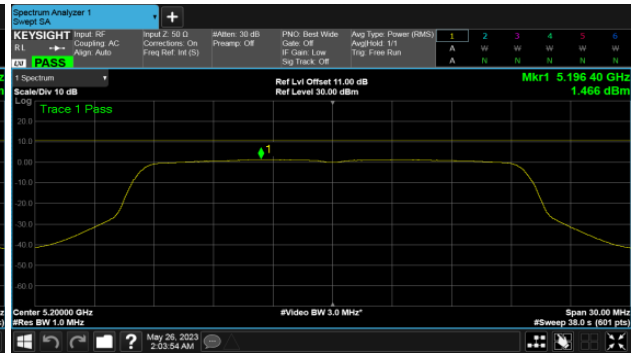 Spectrum Analyzer 1
Swept SA
+
KEYSIGHT Input: RF Input Z: 50 Ω #Atten: 30 dB PNO: Best Wide Avg Type: Power (RMS) 1 2 3 4 5 6
RL Coupling: AC Corrections: On Preamp: Off Gate: Off Avg|Hold: 1/1 A W W W W W
Align: Auto Freq Ref: Int (S) IF Gain: Low Trig: Free Run
PASS Sig Track: Off A N N N N N
1 Spectrum Ref Lvl Offset 11.00 dB Mkr1 5.196 40 GHz
Scale/Div 10 dB Ref Level 30.00 dBm 1.466 dBm
Log
Trace 1 Pass
20.0
10.0
1
0.00
-10.0
-20.0
-30.0
-40.0
-50.0
-60.0
Center 5.20000 GHz #Video BW 3.0 MHz* Span 30.00 MHz
#Res BW 1.0 MHz #Sweep 38.0 s (601 pts)
? May 26, 2023
2:03:54 AM